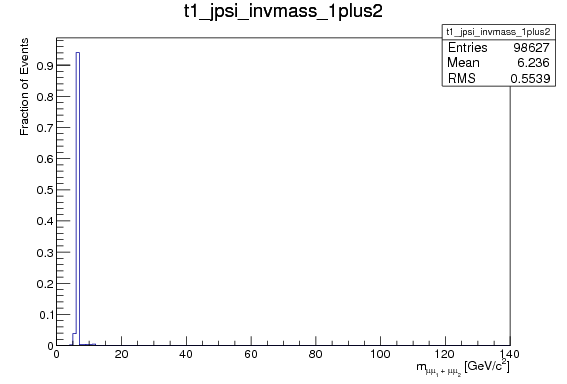 t1_jpsi_invmass_1plus2
t1_jpsi_invmass_1plus2
Entries 98627
Mean 6.236
RMS 0.5539
Fraction of Events
0.9
0.8
0.7
0.6
0.5
0.4
0.3
0.2
0.1
0
0 20 40 60 80 100 120 140
m_{μμ_1 + μμ_2} [GeV/c²]